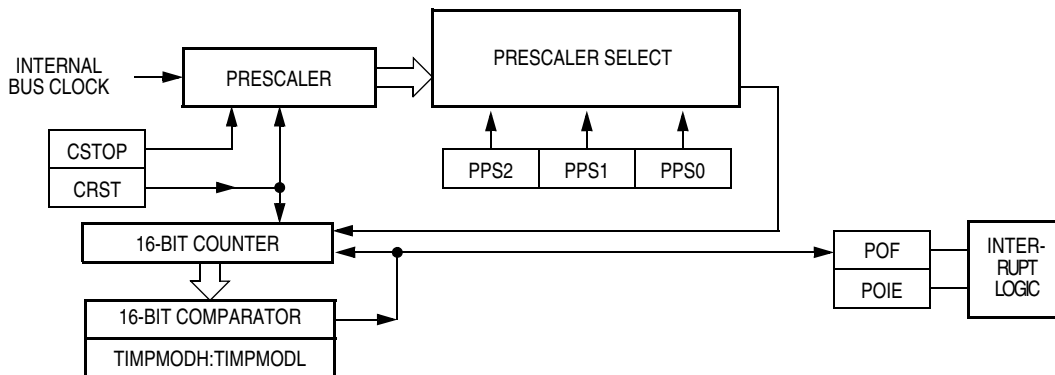 INTERNAL
BUS CLOCK
PRESCALER
PRESCALER SELECT
CSTOP
CRST
PPS2
PPS1
PPS0
16-BIT COUNTER
POF
POIE
INTER-
RUPT
LOGIC
16-BIT COMPARATOR
TIMPMODH:TIMPMODL